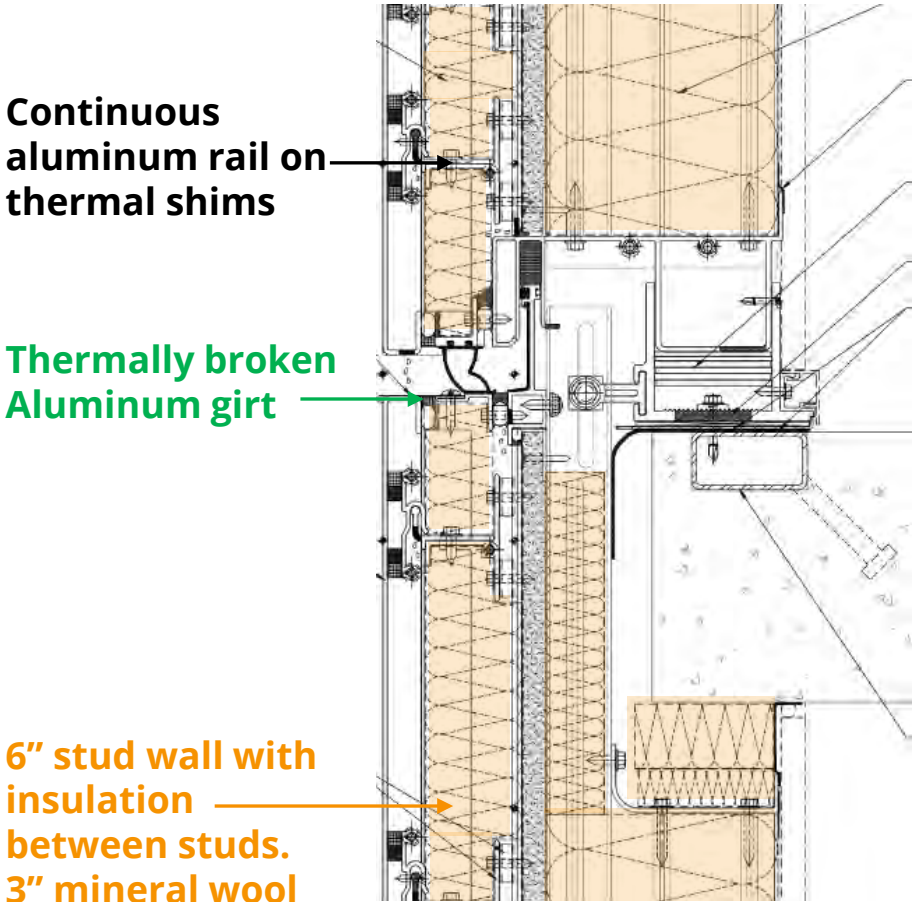 Continuous
aluminum rail on
thermal shims
Thermally broken
Aluminum girt
6” stud wall with
insulation
between studs.
3” mineral wool